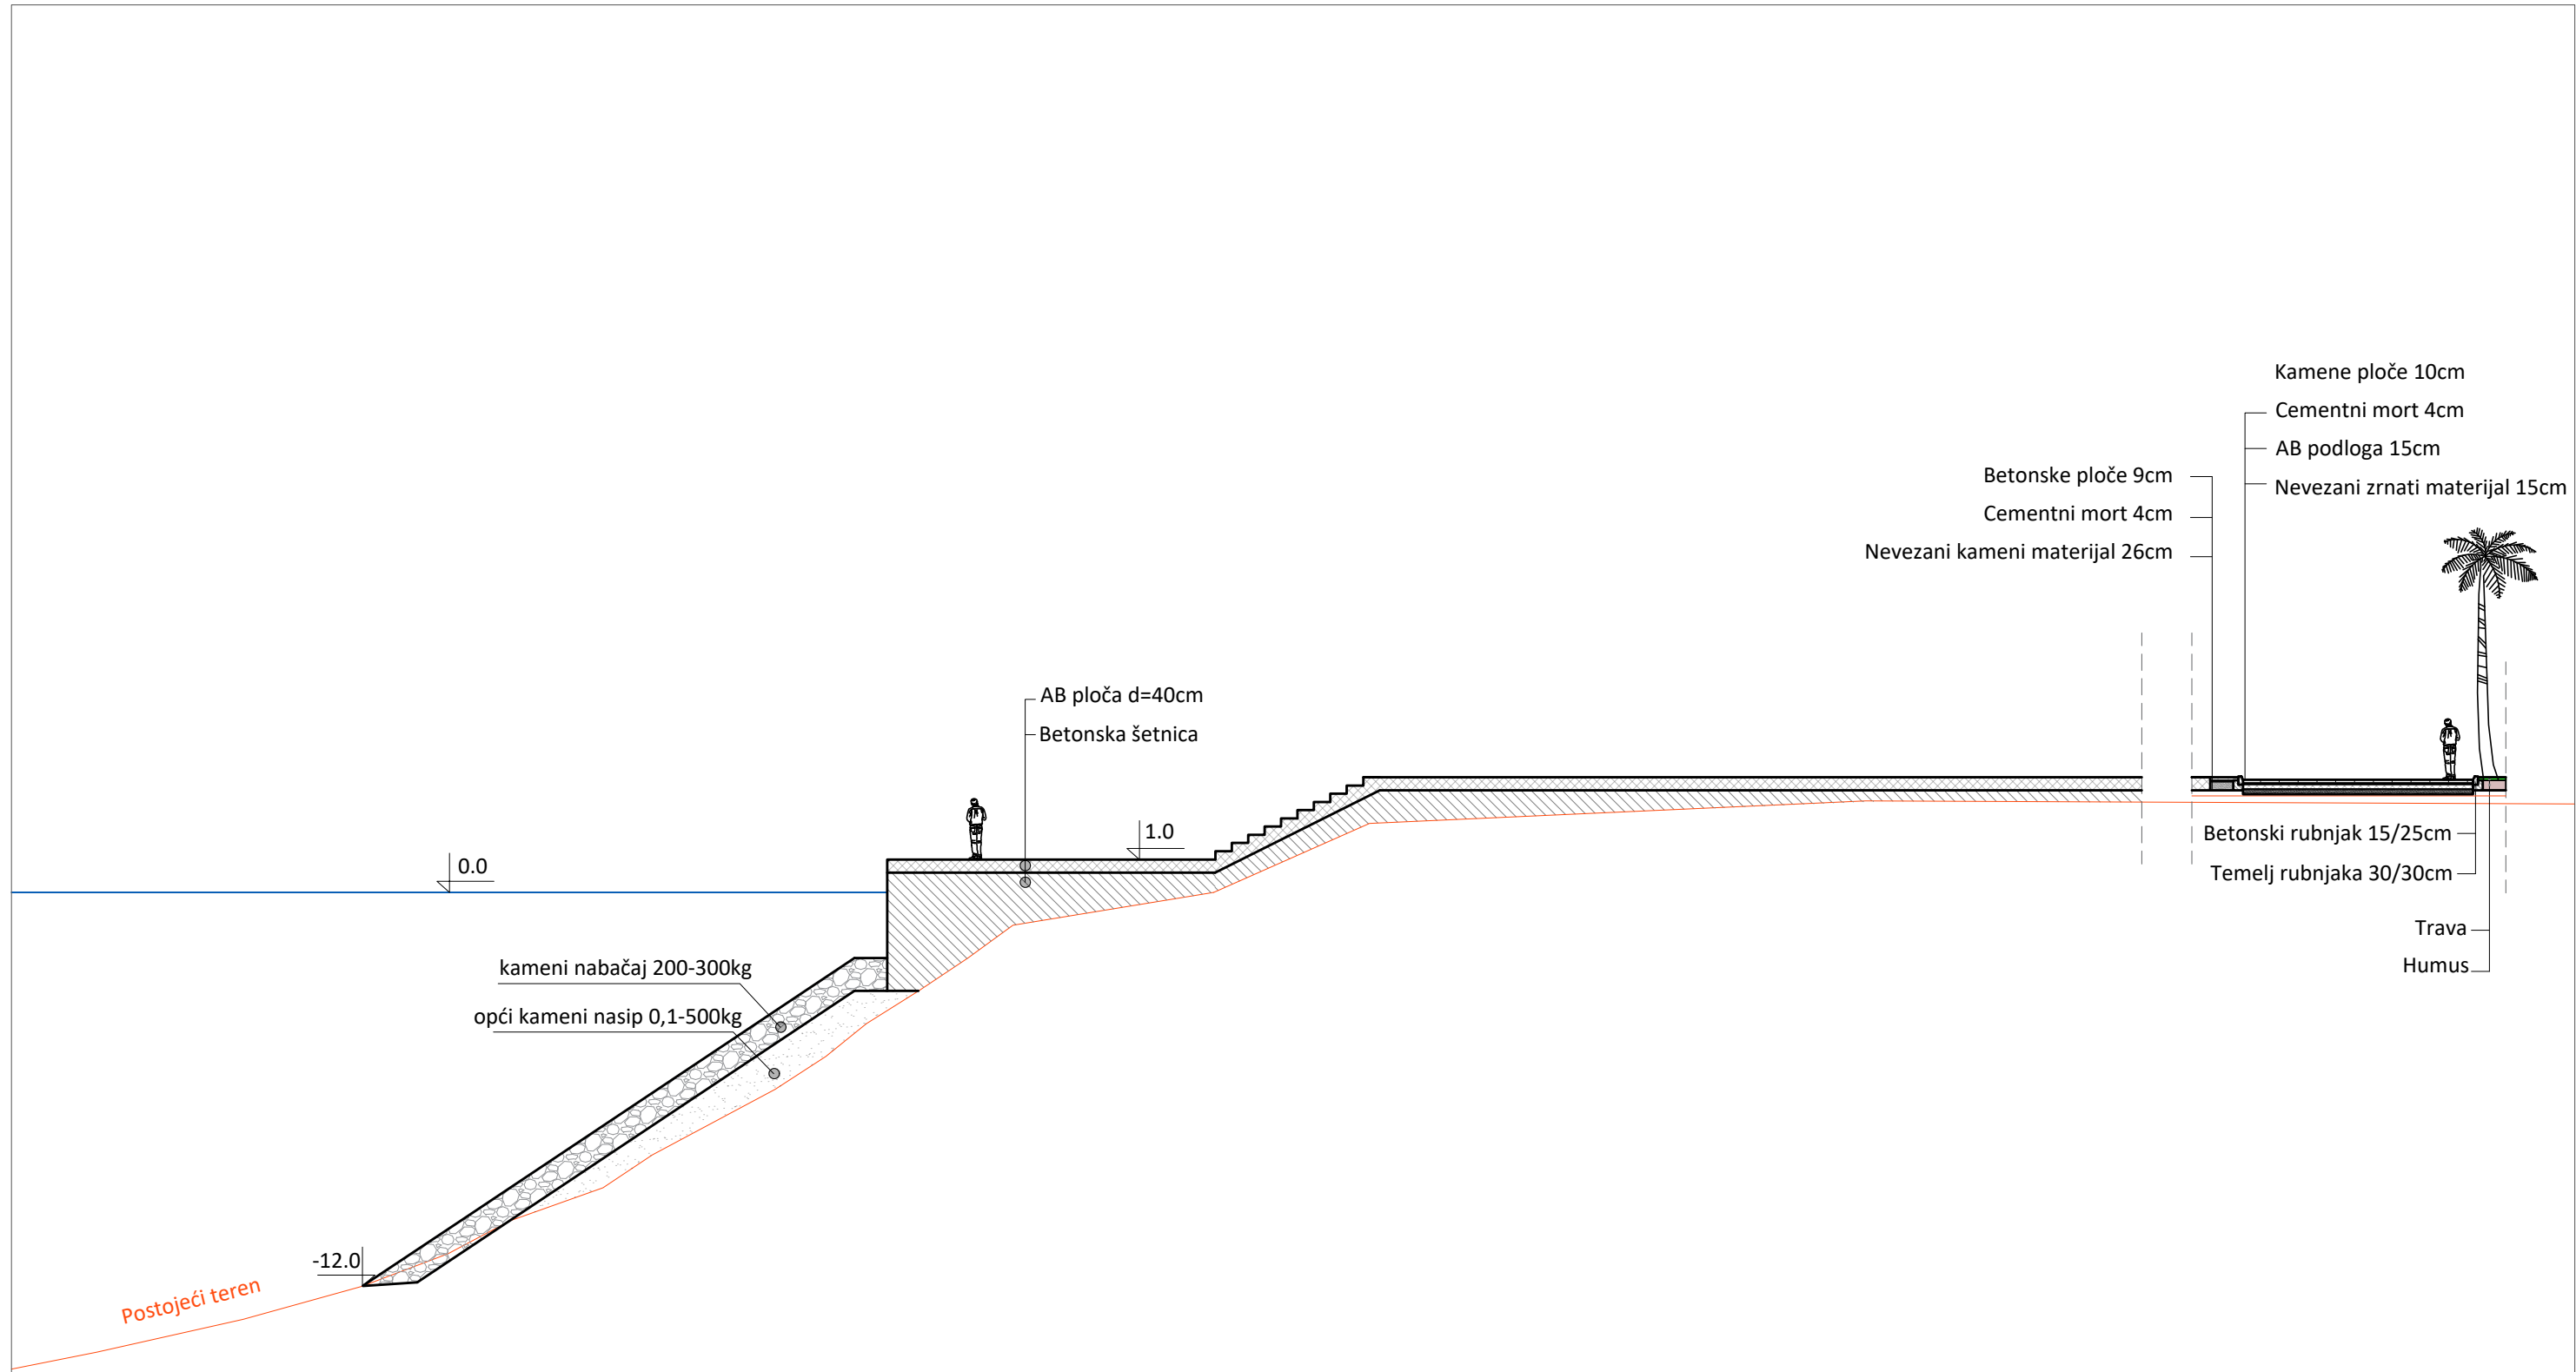 Kamene ploče 10cm
Cementni mort 4cm
AB podloga 15cm
Nevezani zrnati materijal 15cm
Betonske ploče 9cm
Cementni mort 4cm
Nevezani kameni materijal 26cm
AB ploča d=40cm
Betonska šetnica
1.0
0.0
Betonski rubnjak 15/25cm
Temelj rubnjaka 30/30cm
Trava
Humus
kameni nabačaj 200-300kg
opći kameni nasip 0,1-500kg
-12.0
Postojeći teren